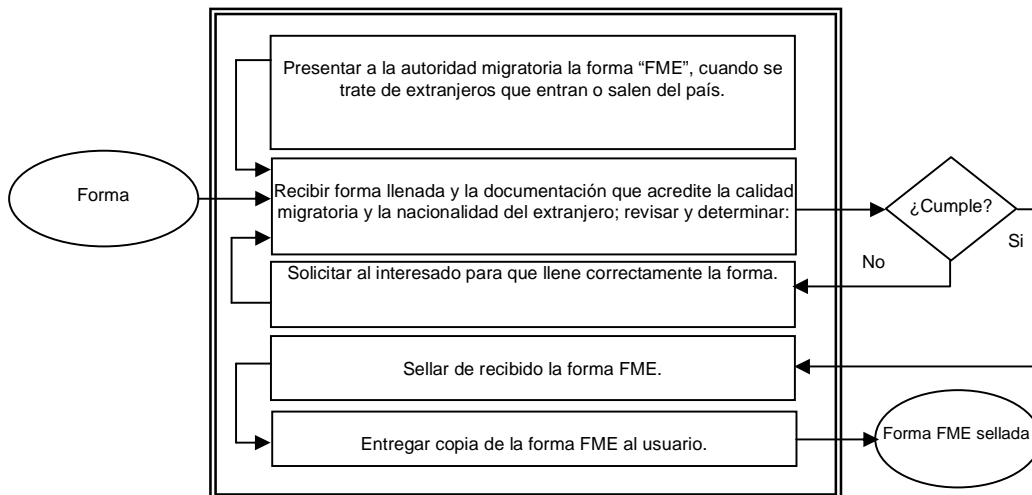 Presentar a la autoridad migratoria la forma “FME”, cuando se
trate de extranjeros que entran o salen del país.
Forma
Recibir forma llenada y la documentación que acredite la calidad
migratoria y la nacionalidad del extranjero; revisar y determinar:
¿Cumple?
Si
No
Solicitar al interesado para que llene correctamente la forma.
Sellar de recibido la forma FME.
Entregar copia de la forma FME al usuario.
Forma FME sellada